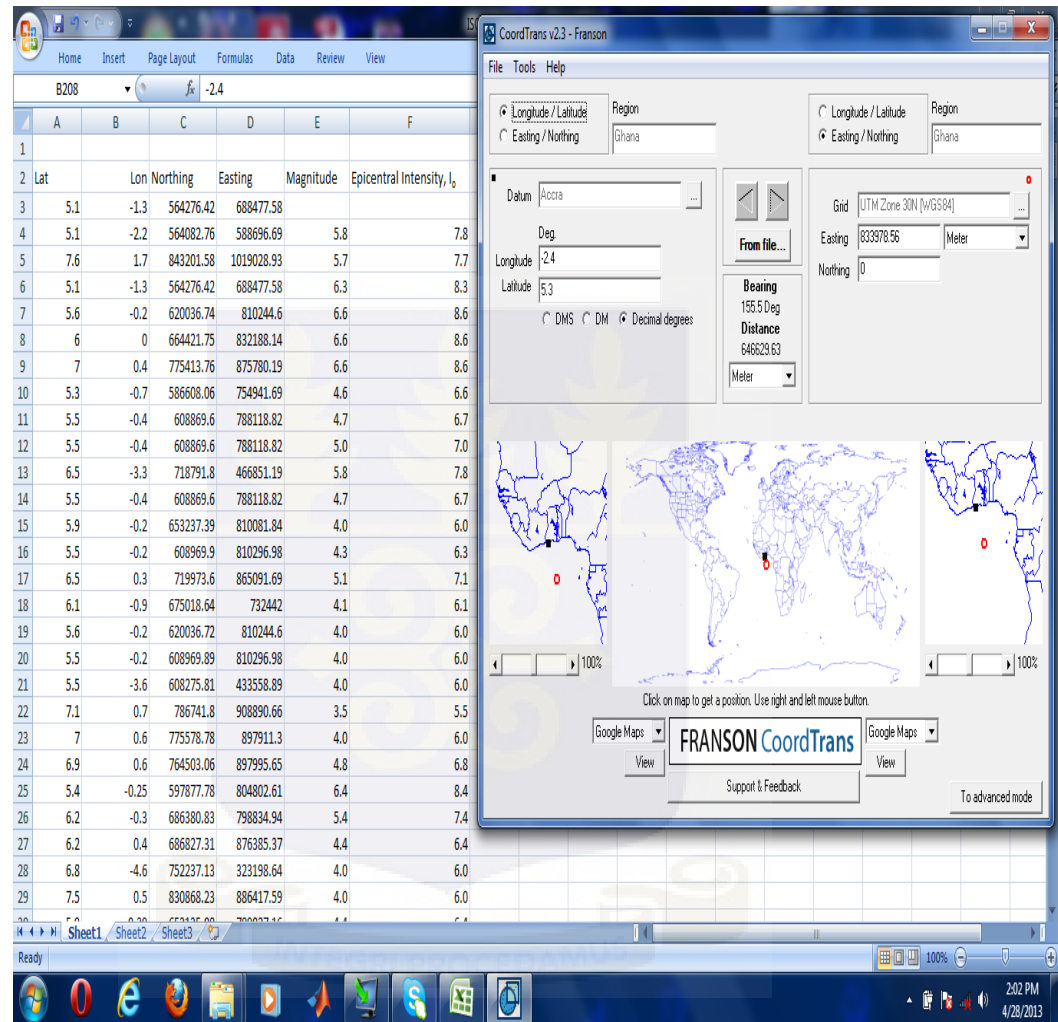 ISC
Home Insert Page Layout Formulas Data Review View
B208 fx -2.4
A B C D E F
1
2 Lat Lon Northing Easting Magnitude Epicentral Intensity, I₀
3 5.1 -1.3 564276.42 688477.58
4 5.1 -2.2 564082.76 588696.69 5.8 7.8
5 7.6 1.7 843201.58 1019028.93 5.7 7.7
6 5.1 -1.3 564276.42 688477.58 6.3 8.3
7 5.6 -0.2 620036.74 810244.6 6.6 8.6
8 6 0 664421.75 832188.14 6.6 8.6
9 7 0.4 775413.76 875780.19 6.6 8.6
10 5.3 -0.7 586608.06 754941.69 4.6 6.6
11 5.5 -0.4 608869.6 788118.82 4.7 6.7
12 5.5 -0.4 608869.6 788118.82 5.0 7.0
13 6.5 -3.3 718791.8 466851.19 5.8 7.8
14 5.5 -0.4 608869.6 788118.82 4.7 6.7
15 5.9 -0.2 653237.39 810081.84 4.0 6.0
16 5.5 -0.2 608969.9 810296.98 4.3 6.3
17 6.5 0.3 719973.6 865091.69 5.1 7.1
18 6.1 -0.9 675018.64 732442 4.1 6.1
19 5.6 -0.2 620036.72 810244.6 4.0 6.0
20 5.5 -0.2 608969.89 810296.98 4.0 6.0
21 5.5 -3.6 608275.81 433558.89 4.0 6.0
22 7.1 0.7 786741.8 908890.66 3.5 5.5
23 7 0.6 775578.78 897911.3 4.0 6.0
24 6.9 0.6 764503.06 897995.65 4.8 6.8
25 5.4 -0.25 597877.78 804802.61 6.4 8.4
26 6.2 -0.3 686380.83 798834.94 5.4 7.4
27 6.2 0.4 686827.31 876385.37 4.4 6.4
28 6.8 -4.6 752237.13 323198.64 4.0 6.0
29 7.5 0.5 830868.23 886417.59 4.0 6.0
Sheet1 Sheet2 Sheet3
Ready 100%
CoordTrans v2.3 - Franson
File Tools Help
Longitude / Latitude
Easting / Northing
Region
Ghana
Longitude / Latitude
Easting / Northing
Region
Ghana
Datum Accra ...
Deg.
Longitude -2.4
Latitude 5.3
DMS DM Decimal degrees
From file...
Bearing
155.5 Deg
Distance
646629.63
Meter
Grid UTM Zone 30N [WGS84] ...
Easting 833978.56 Meter
Northing 0
100%
100%
Click on map to get a position. Use right and left mouse button.
Google Maps
View
FRANSON CoordTrans
Google Maps
View
Support & Feedback
To advanced mode
2:02 PM
4/28/2013